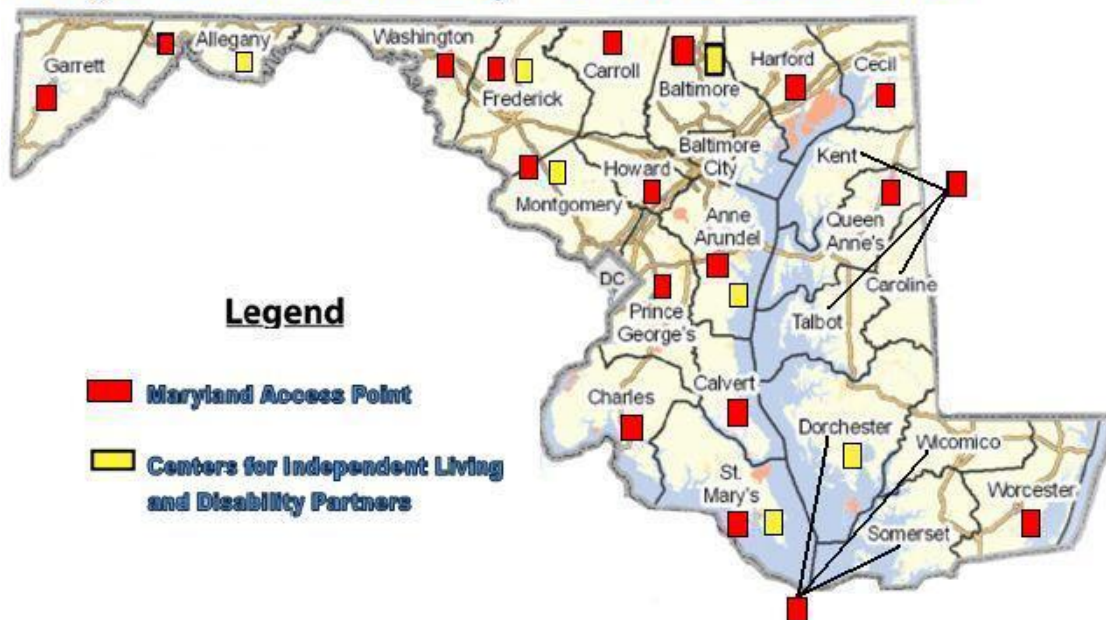 Garrett
Allegany
Washington
Frederick
Carroll
Baltimore
Harford
Cecil
Baltimore
City
Kent
Howard
Montgomery
Anne
Arundel
Queen
Anne's
DC
Prince
George's
Caroline
Talbot
Charles
Calvert
Dorchester
Wicomico
St.
Mary's
Worcester
Somerset
Legend
Maryland Access Point
Centers for Independent Living
and Disability Partners